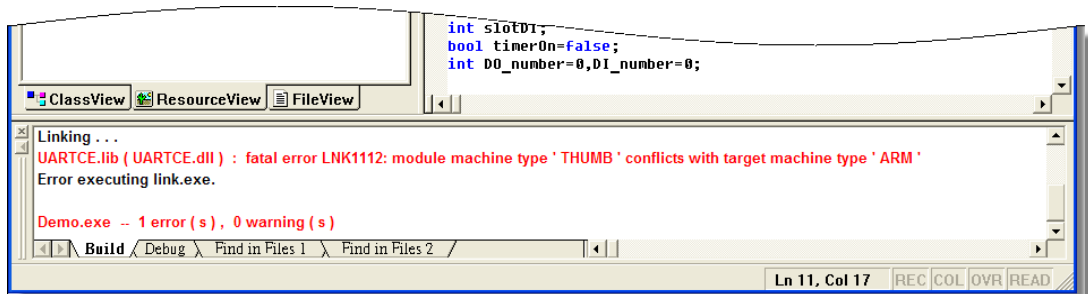 int slotDI;
bool timerOn=false;
int DO_number=0,DI_number=0;
ClassView ResourceView FileView
Linking . . .
UARTCE.lib ( UARTCE.dll ) : fatal error LNK1112: module machine type ' THUMB ' conflicts with target machine type ' ARM '
Error executing link.exe.
Demo.exe -- 1 error ( s ) , 0 warning ( s )
Build Debug Find in Files 1 Find in Files 2
Ln 11, Col 17 REC COL OVR READ